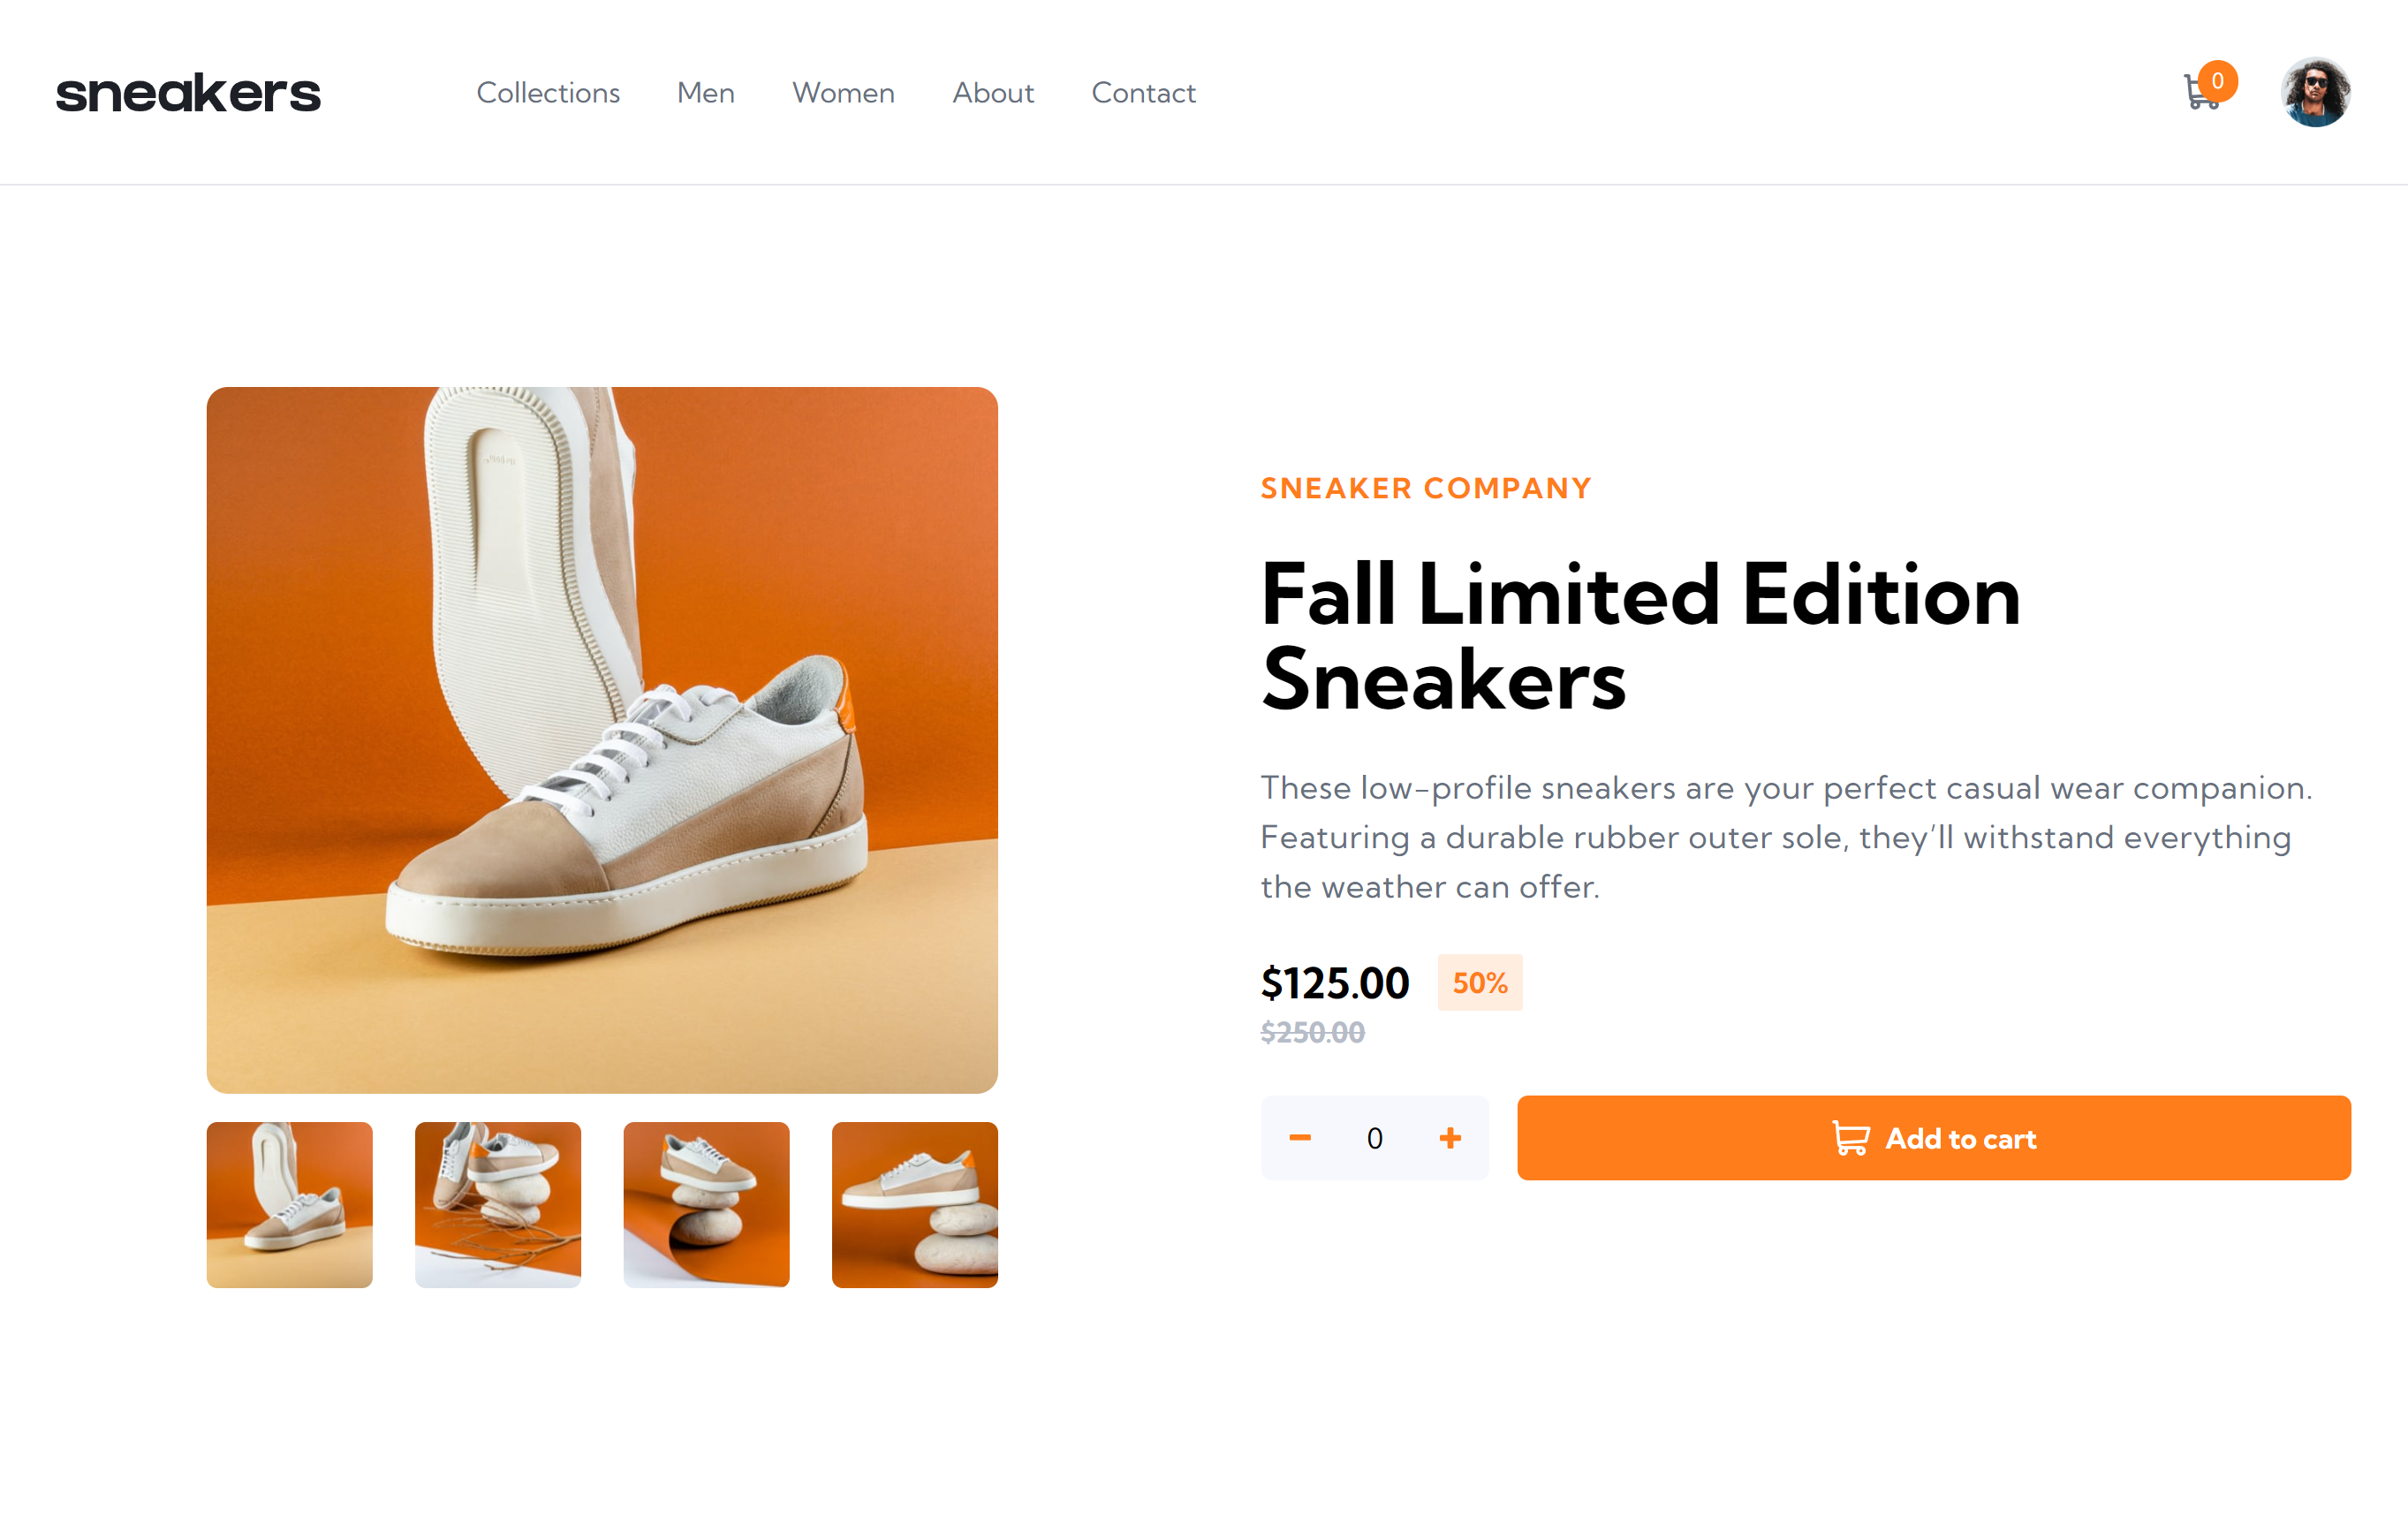 sneakers
Collections Men Women About Contact
0
SNEAKER COMPANY
Fall Limited Edition
Sneakers
These low-profile sneakers are your perfect casual wear companion.
Featuring a durable rubber outer sole, they’ll withstand everything
the weather can offer.
$125.00 50%
$250.00
0
Add to cart